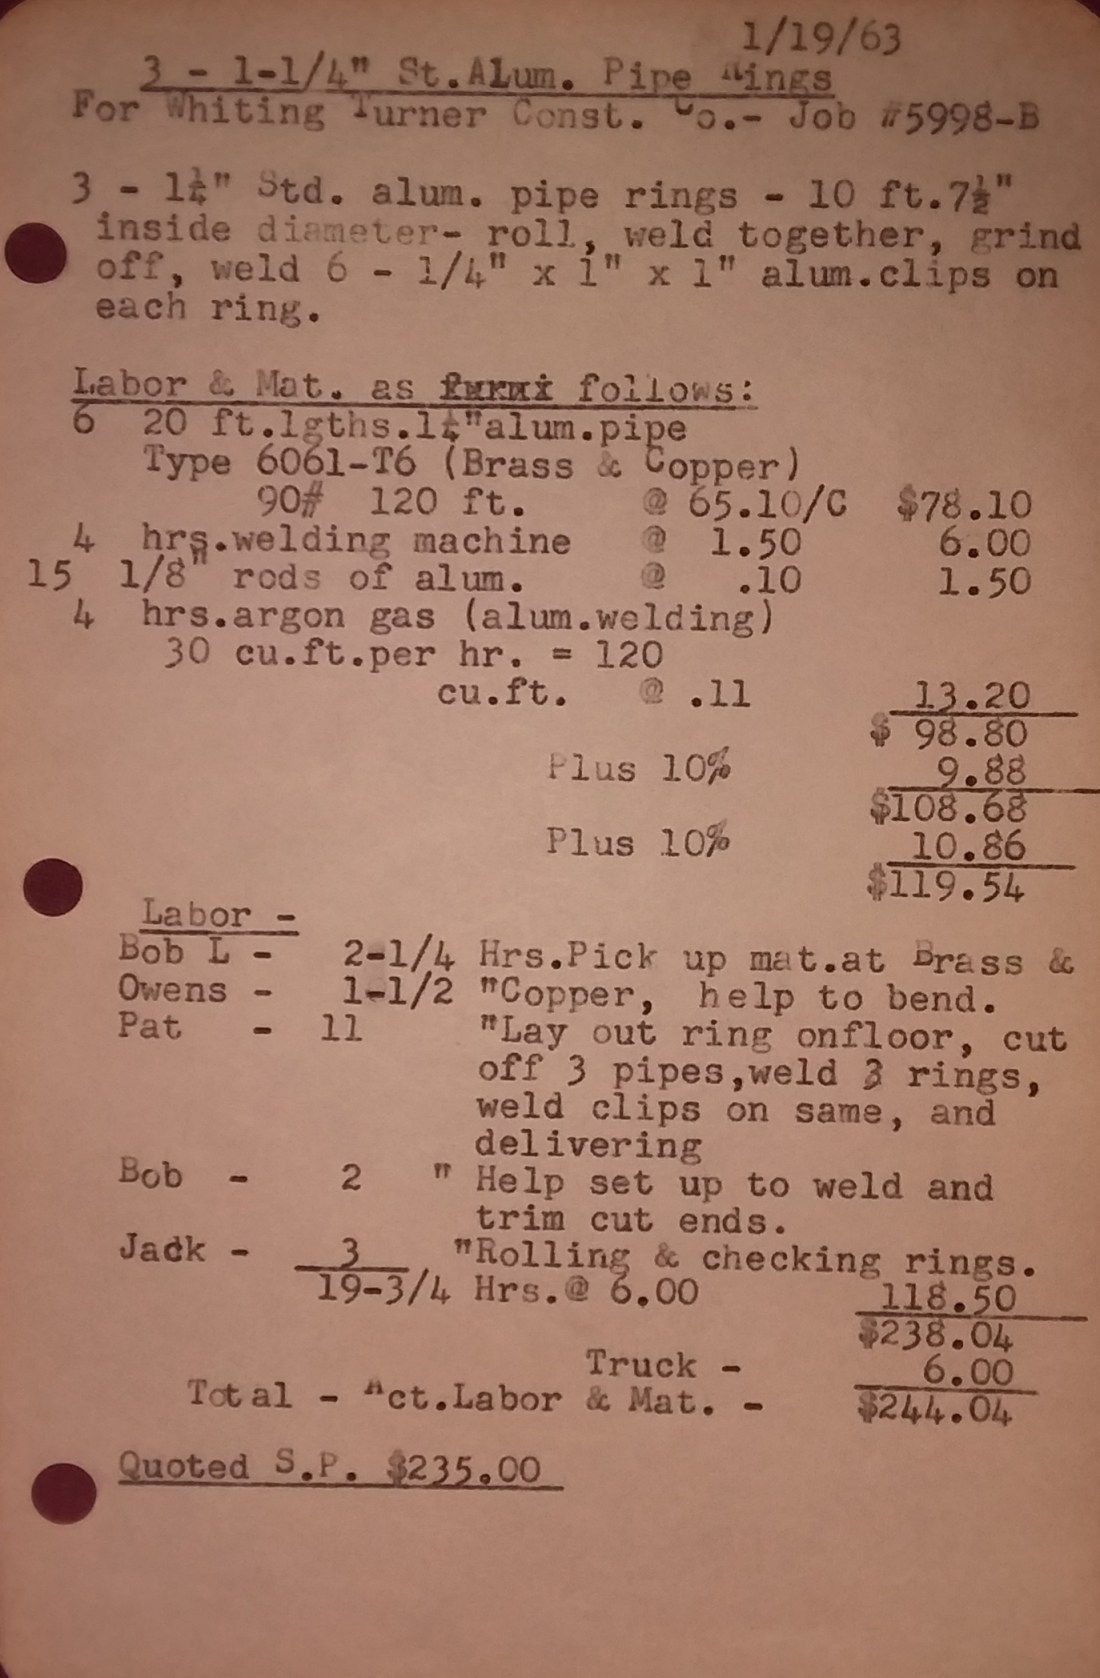 1/19/63
3 - 1-1/4" St.ALum. Pipe Rings
For Whiting Turner Const. Co.- Job #5998-B
3 - 1¼" Std. alum. pipe rings - 10 ft.7½"
inside diameter- roll, weld together, grind
off, weld 6 - 1/4" x 1" x 1" alum.clips on
each ring.
Labor & Mat. as follows:
6 20 ft.lgths.1¼"alum.pipe
Type 6061-T6 (Brass & Copper)
90# 120 ft. @ 65.10/C $78.10
4 hrs.welding machine @ 1.50 6.00
15 1/8" rods of alum. @ .10 1.50
4 hrs.argon gas (alum.welding)
30 cu.ft.per hr. = 120
cu.ft. @ .11 13.20
$ 98.80
Plus 10% 9.88
$108.68
Plus 10% 10.86
$119.54
Labor -
Bob L - 2-1/4 Hrs.Pick up mat.at Brass &
Owens - 1-1/2 "Copper, help to bend.
Pat - 11 "Lay out ring onfloor, cut
off 3 pipes,weld 3 rings,
weld clips on same, and
delivering
Bob - 2 " Help set up to weld and
trim cut ends.
Jack - 3 "Rolling & checking rings.
19-3/4 Hrs.@ 6.00 118.50
$238.04
Truck - 6.00
Total - Act.Labor & Mat. - $244.04
Quoted S.P. $235.00